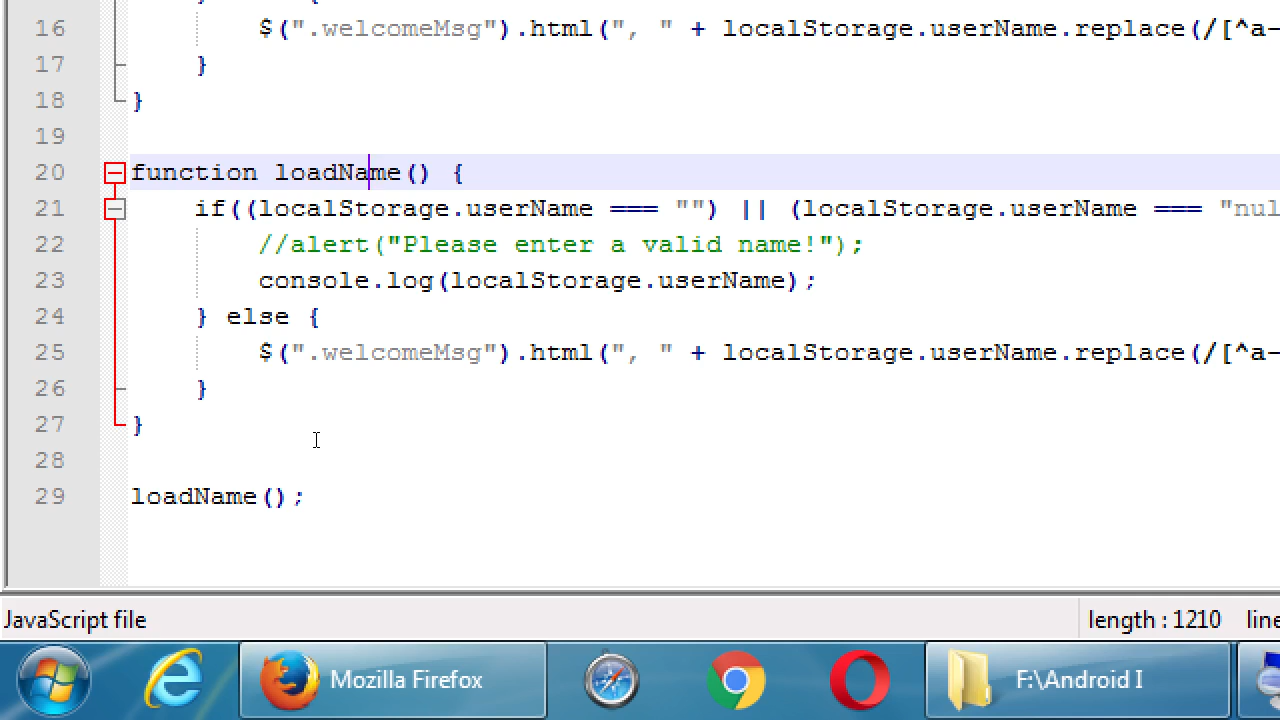 16 $(".welcomeMsg").html(", " + localStorage.userName.replace(/[^a-
17 }
18 }
19
20 function loadName() {
21 if((localStorage.userName === "") || (localStorage.userName === "nul
22 //alert("Please enter a valid name!");
23 console.log(localStorage.userName);
24 } else {
25 $(".welcomeMsg").html(", " + localStorage.userName.replace(/[^a-
26 }
27 }
28
29 loadName();
JavaScript file length : 1210 line
Mozilla Firefox F:\Android I